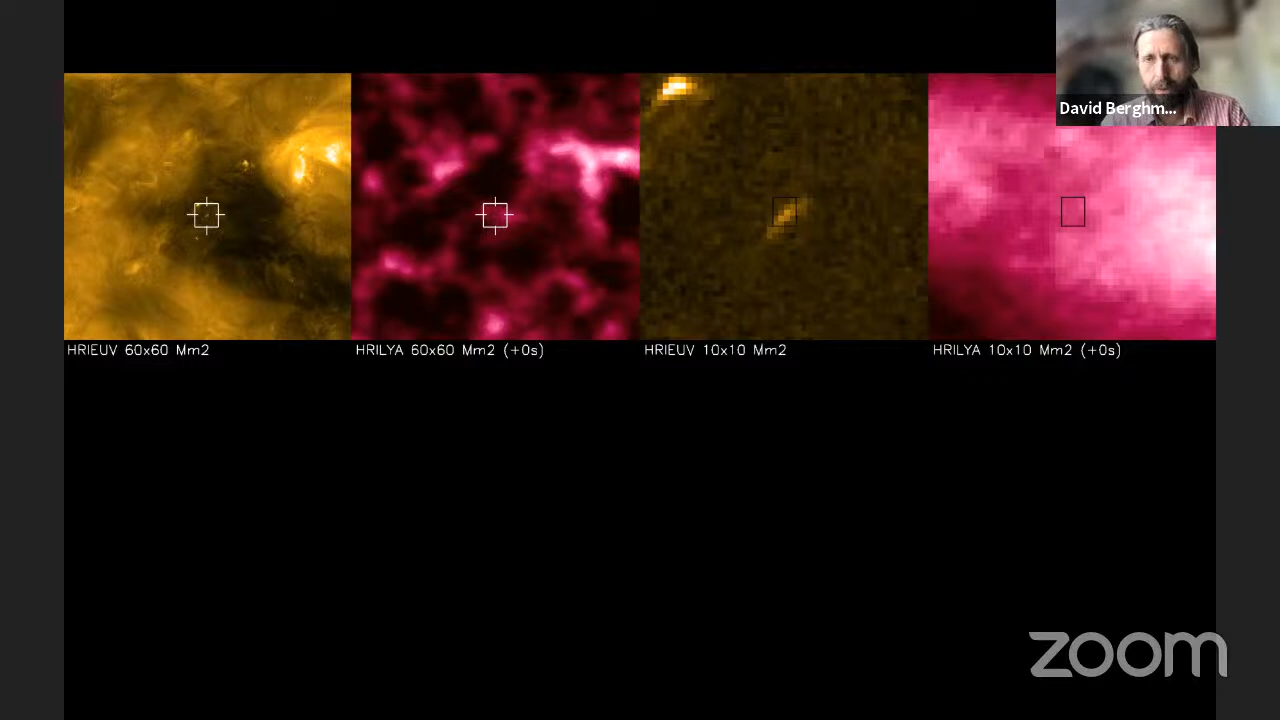 David Berghm...
HRIEUV 60x60 Mm2
HRILYA 60x60 Mm2 (+0s)
HRIEUV 10x10 Mm2
HRILYA 10x10 Mm2 (+0s)
zoom